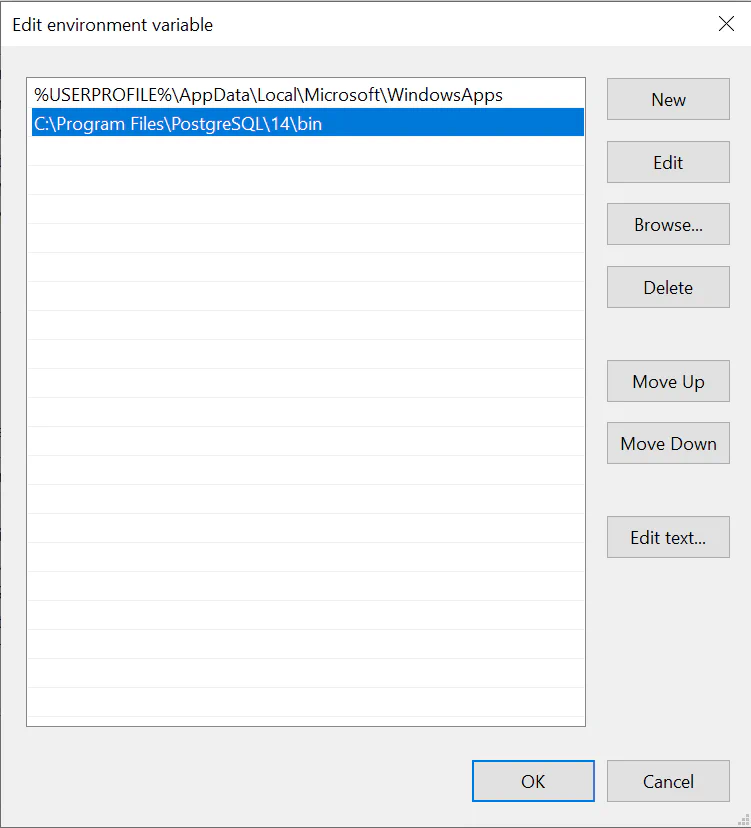 Edit environment variable
%USERPROFILE%\AppData\Local\Microsoft\WindowsApps
C:\Program Files\PostgreSQL\14\bin
New
Edit
Browse...
Delete
Move Up
Move Down
Edit text...
OK
Cancel